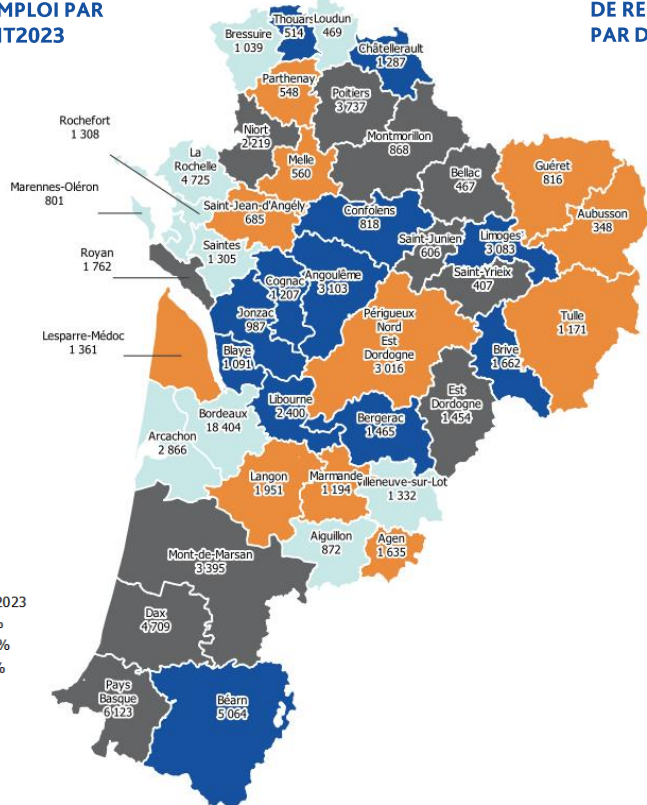 MPLOI PAR
NT2023
DE RE
PAR D
Thouars
514
Loudun
469
Bressuire
1 039
Châtellerault
1 287
Parthenay
548
Poitiers
3 737
Rochefort
1 308
Niort
2 219
Montmorillon
868
La
Rochelle
4 725
Melle
560
Bellac
467
Guéret
816
Marennes-Oléron
801
Saint-Jean-d'Angély
685
Confolens
818
Aubusson
348
Saint-Junien
606
Limoges
3 083
Royan
1 762
Saintes
1 305
Cognac
1 207
Angoulême
3 103
Saint-Yrieix
407
Jonzac
987
Périgueux
Nord
Est
Dordogne
3 016
Tulle
1 171
Lesparre-Médoc
1 361
Blaye
1 091
Brive
1 662
Est
Dordogne
1 454
Libourne
2 400
Bordeaux
18 404
Bergerac
1 465
Arcachon
2 866
Langon
1 951
Marmande
1 194
Villeneuve-sur-Lot
1 332
Aiguillon
872
Agen
1 635
Mont-de-Marsan
3 395
2023
%
%
%
Dax
4 709
Pays
Basque
6 123
Béarn
5 064